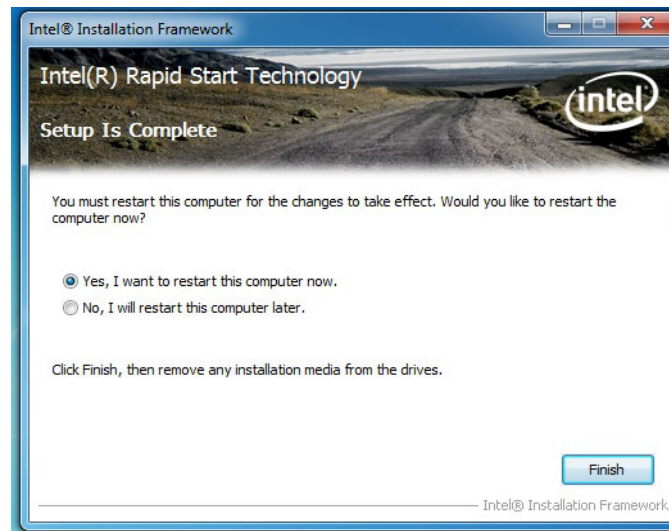 Intel® Installation Framework
Intel(R) Rapid Start Technology
intel
Setup Is Complete
You must restart this computer for the changes to take effect. Would you like to restart the
computer now?
Yes, I want to restart this computer now.
No, I will restart this computer later.
Click Finish, then remove any installation media from the drives.
Finish
Intel® Installation Framework